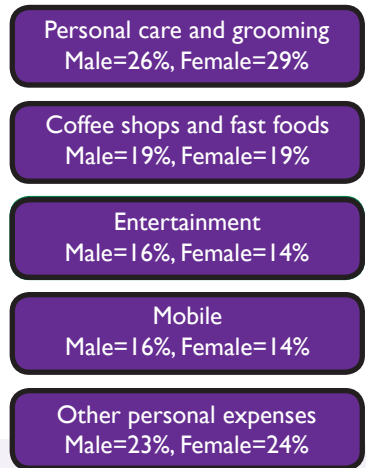 Personal care and grooming
Male=26%, Female=29%
Coffee shops and fast foods
Male=19%, Female=19%
Entertainment
Male=16%, Female=14%
Mobile
Male=16%, Female=14%
Other personal expenses
Male=23%, Female=24%